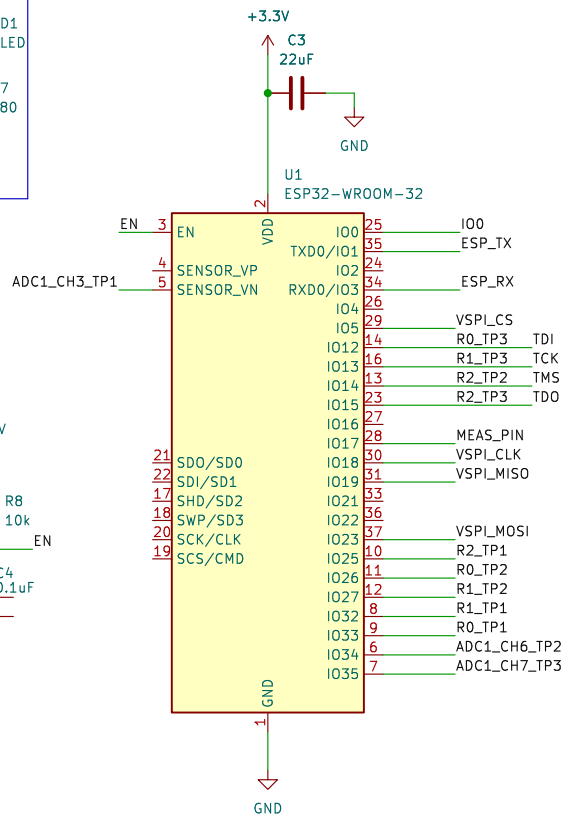 +3.3V
D1
LED
C3
22uF
7
80
GND
U1
ESP32-WROOM-32
2
VDD
EN 3 EN
IO0 25 IO0
TXD0/IO1 35 ESP_TX
4 SENSOR_VP
IO2 24
ADC1_CH3_TP1 5 SENSOR_VN
RXD0/IO3 34 ESP_RX
IO4 26
IO5 29 VSPI_CS
IO12 14 R0_TP3 TDI
IO13 16 R1_TP3 TCK
IO14 13 R2_TP2 TMS
IO15 23 R2_TP3 TDO
IO16 27
V
IO17 28 MEAS_PIN
21 SDO/SD0
IO18 30 VSPI_CLK
22 SDI/SD1
IO19 31 VSPI_MISO
R8
17 SHD/SD2
IO21 33
10k
18 SWP/SD3
IO22 36
EN
20 SCK/CLK
IO23 37 VSPI_MOSI
19 SCS/CMD
IO25 10 R2_TP1
C4
IO26 11 R0_TP2
0.1uF
IO27 12 R1_TP2
IO32 8 R1_TP1
IO33 9 R0_TP1
IO34 6 ADC1_CH6_TP2
IO35 7 ADC1_CH7_TP3
GND
1
GND